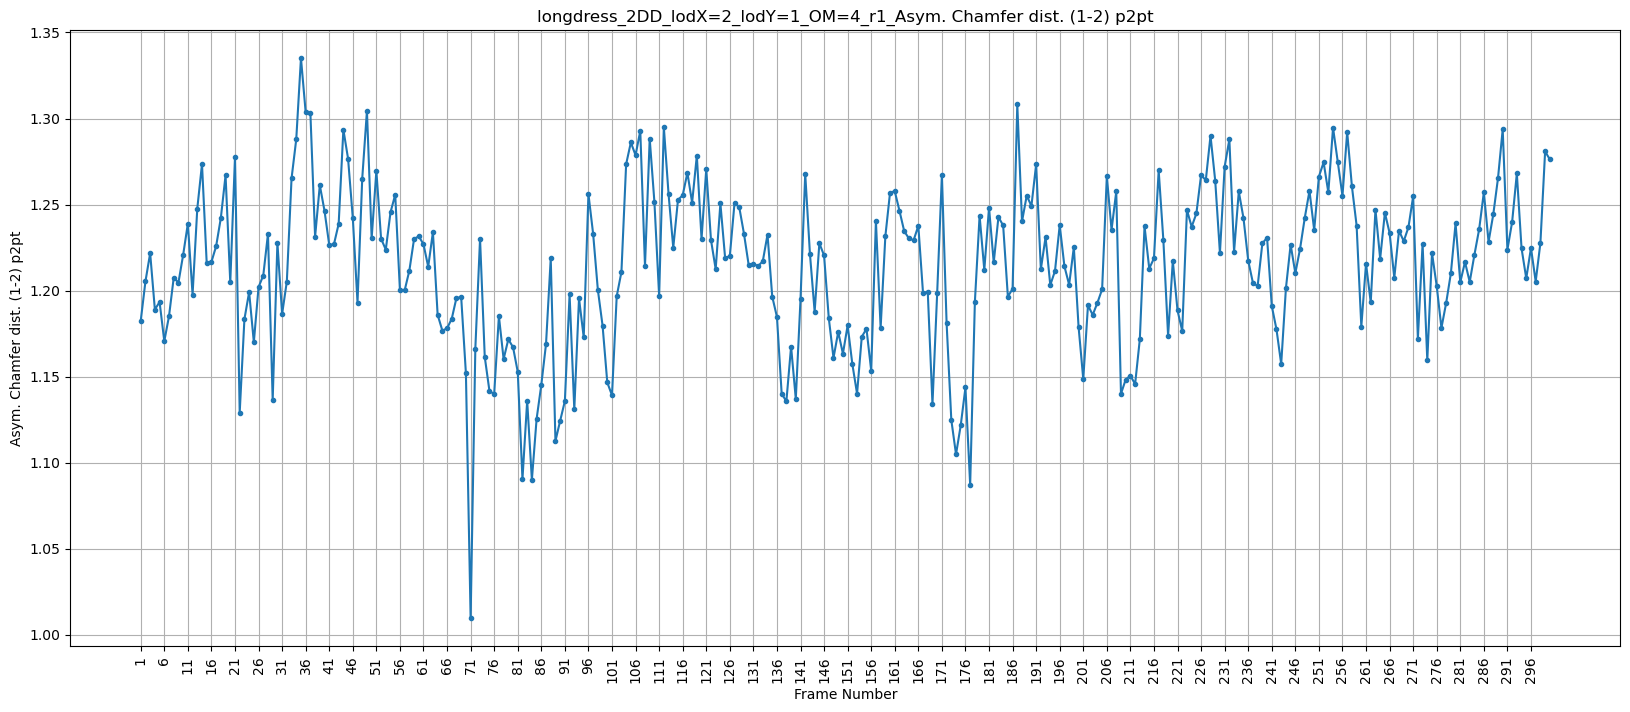 longdress_2DD_lodX=2_lodY=1_OM=4_r1_Asym. Chamfer dist. (1-2) p2pt
1.35
1.30
1.25
1.20
1.15
1.10
1.05
1.00
Asym. Chamfer dist. (1-2) p2pt
1 6 11 16 21 26 31 36 41 46 51 56 61 66 71 76 81 86 91 96 101 106 111 116 121 126 131 136 141 146 151 156 161 166 171 176 181 186 191 196 201 206 211 216 221 226 231 236 241 246 251 256 261 266 271 276 281 286 291 296
Frame Number